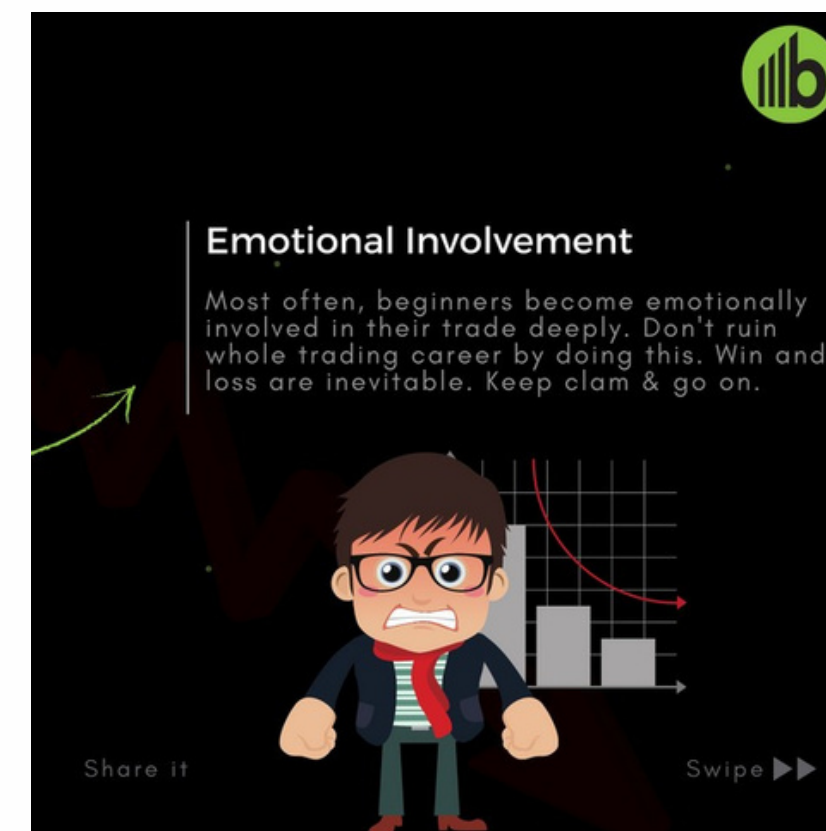 b
Emotional Involvement
Most often, beginners become emotionally
involved in their trade deeply. Don't ruin
whole trading career by doing this. Win and
loss are inevitable. Keep clam & go on.
Share it
Swipe